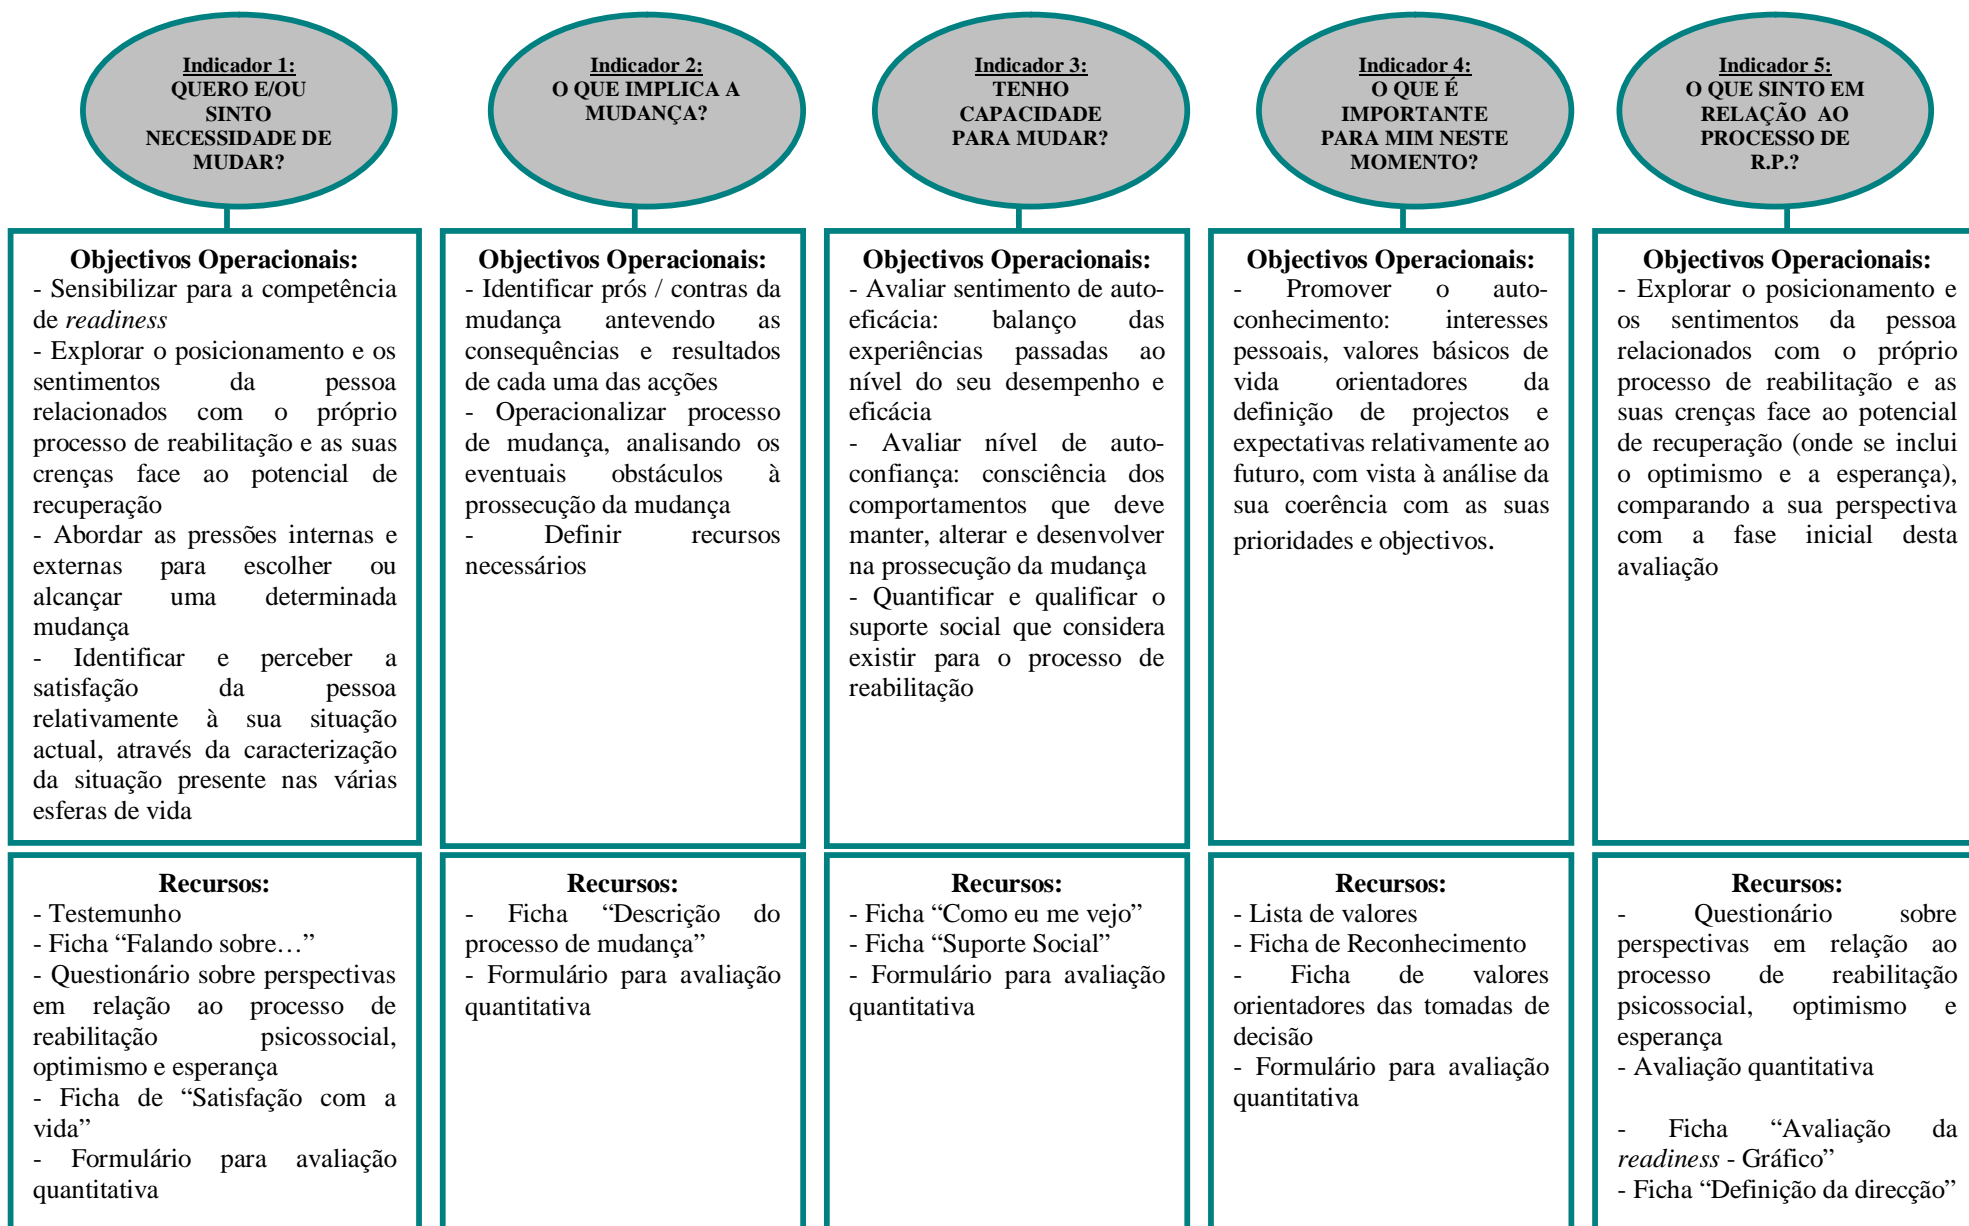 Indicador 1:
QUERO E/OU
SINTO
NECESSIDADE DE
MUDAR?
Indicador 2:
O QUE IMPLICA A
MUDANÇA?
Indicador 3:
TENHO
CAPACIDADE
PARA MUDAR?
Indicador 4:
O QUE É
IMPORTANTE
PARA MIM NESTE
MOMENTO?
Indicador 5:
O QUE SINTO EM
RELAÇÃO AO
PROCESSO DE
R.P.?
Objectivos Operacionais:
- Sensibilizar para a competência
de readiness
- Explorar o posicionamento e os
sentimentos da pessoa
relacionados com o próprio
processo de reabilitação e as suas
crenças face ao potencial de
recuperação
- Abordar as pressões internas e
externas para escolher ou
alcançar uma determinada
mudança
- Identificar e perceber a
satisfação da pessoa
relativamente à sua situação
actual, através da caracterização
da situação presente nas várias
esferas de vida
Objectivos Operacionais:
- Identificar prós / contras da
mudança antevendo as
consequências e resultados
de cada uma das acções
- Operacionalizar processo
de mudança, analisando os
eventuais obstáculos à
prossecução da mudança
- Definir recursos
necessários
Objectivos Operacionais:
- Avaliar sentimento de auto-
eficácia: balanço das
experiências passadas ao
nível do seu desempenho e
eficácia
- Avaliar nível de auto-
confiança: consciência dos
comportamentos que deve
manter, alterar e desenvolver
na prossecução da mudança
- Quantificar e qualificar o
suporte social que considera
existir para o processo de
reabilitação
Objectivos Operacionais:
- Promover o auto-
conhecimento: interesses
pessoais, valores básicos de
vida orientadores da
definição de projectos e
expectativas relativamente ao
futuro, com vista à análise da
sua coerência com as suas
prioridades e objectivos.
Objectivos Operacionais:
- Explorar o posicionamento e
os sentimentos da pessoa
relacionados com o próprio
processo de reabilitação e as
suas crenças face ao potencial
de recuperação (onde se inclui
o optimismo e a esperança),
comparando a sua perspectiva
com a fase inicial desta
avaliação
Recursos:
- Testemunho
- Ficha “Falando sobre…”
- Questionário sobre perspectivas
em relação ao processo de
reabilitação psicossocial,
optimismo e esperança
- Ficha de “Satisfação com a
vida”
- Formulário para avaliação
quantitativa
Recursos:
- Ficha “Descrição do
processo de mudança”
- Formulário para avaliação
quantitativa
Recursos:
- Ficha “Como eu me vejo”
- Ficha “Suporte Social”
- Formulário para avaliação
quantitativa
Recursos:
- Lista de valores
- Ficha de Reconhecimento
- Ficha de valores
orientadores das tomadas de
decisão
- Formulário para avaliação
quantitativa
Recursos:
- Questionário sobre
perspectivas em relação ao
processo de reabilitação
psicossocial, optimismo e
esperança
- Avaliação quantitativa
- Ficha “Avaliação da
readiness - Gráfico”
- Ficha “Definição da direcção”